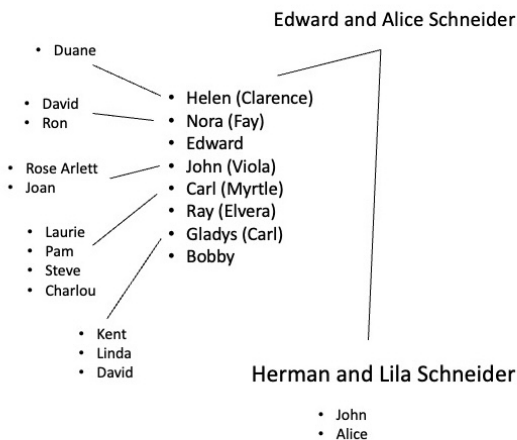 Edward and Alice Schneider
• Duane
• Helen (Clarence)
• Nora (Fay)
• Edward
• John (Viola)
• Carl (Myrtle)
• Ray (Elvera)
• Gladys (Carl)
• Bobby
• David
• Ron
• Rose Arlett
• Joan
• Laurie
• Pam
• Steve
• Charlou
• Kent
• Linda
• David
Herman and Lila Schneider
• John
• Alice